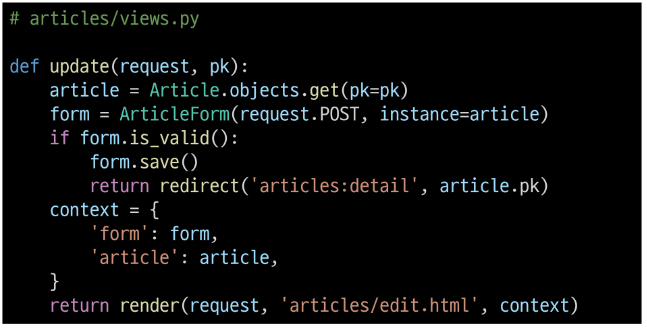 # articles/views.py

def update(request, pk):
    article = Article.objects.get(pk=pk)
    form = ArticleForm(request.POST, instance=article)
    if form.is_valid():
        form.save()
        return redirect('articles:detail', article.pk)
    context = {
        'form': form,
        'article': article,
    }
    return render(request, 'articles/edit.html', context)